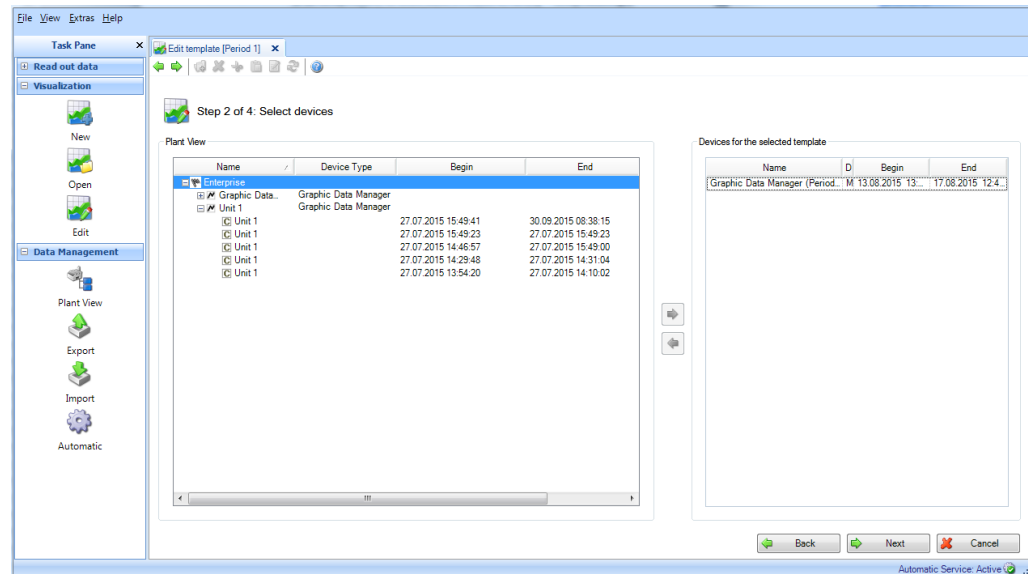 File View Extras Help
Task Pane
Edit template [Period 1]
Read out data
Visualization
New
Open
Edit
Data Management
Plant View
Export
Import
Automatic
Step 2 of 4: Select devices
Plant View
Name Device Type Begin End
Enterprise
Graphic Data... Graphic Data Manager
Unit 1 Graphic Data Manager
Unit 1 27.07.2015 15:49:41 30.09.2015 08:38:15
Unit 1 27.07.2015 15:49:23 27.07.2015 15:49:23
Unit 1 27.07.2015 14:46:57 27.07.2015 15:49:00
Unit 1 27.07.2015 14:29:48 27.07.2015 14:31:04
Unit 1 27.07.2015 13:54:20 27.07.2015 14:10:02
Devices for the selected template
Name D Begin End
Graphic Data Manager (Period... M 13.08.2015 13:... 17.08.2015 12:4...
Back Next Cancel
Automatic Service: Active